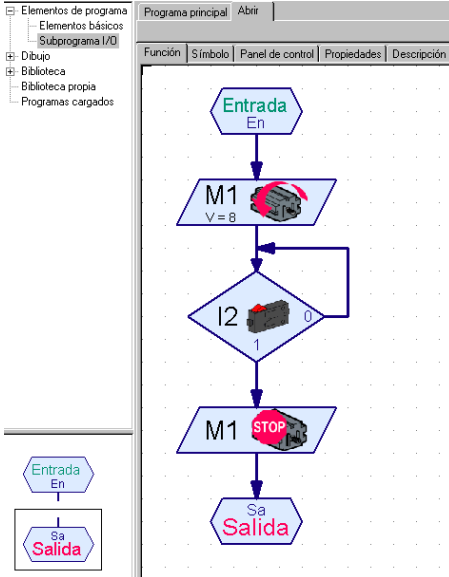 Elementos de programa
Elementos básicos
Subprograma I/O
Dibujo
Biblioteca
Biblioteca propia
Programas cargados
Programa principal Abrir
Función Símbolo Panel de control Propiedades Descripción
Entrada
En
M1
V = 8
I2
0
1
M1
STOP
Sa
Salida
Entrada
En
Sa
Salida